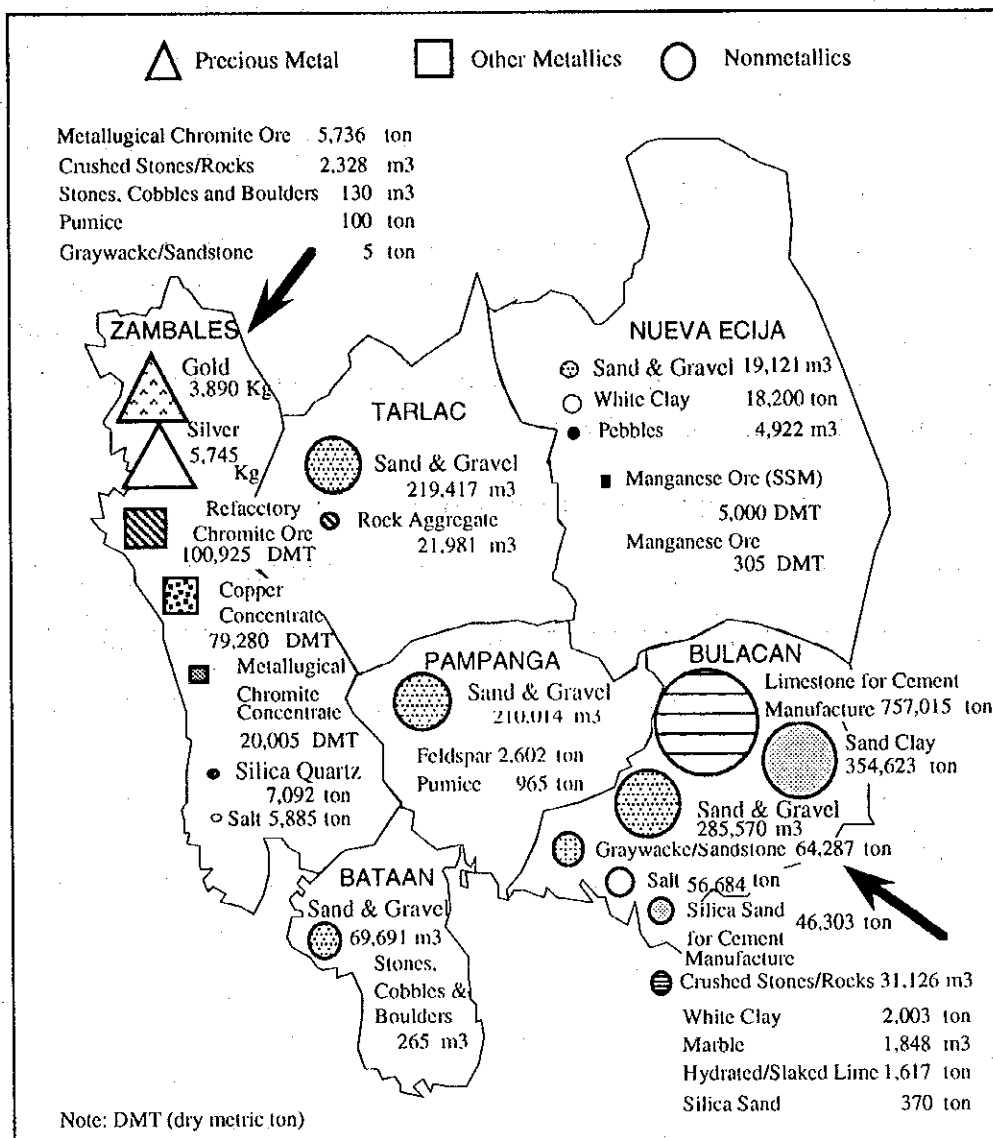 Precious Metal
Other Metallics
Nonmetallics
Metallugical Chromite Ore 5,736 ton
Crushed Stones/Rocks 2,328 m3
Stones, Cobbles and Boulders 130 m3
Pumice 100 ton
Graywacke/Sandstone 5 ton
ZAMBALES
Gold
3.890 Kg
Silver
5,745
Kg
Refacetory
Chromite Ore
100,925 DMT
Copper
Concentrate
79,280 DMT
Metallugical
Chromite
Concentrate
20,005 DMT
Silica Quartz
7,092 ton
Salt 5,885 ton
TARLAC
Sand & Gravel
219,417 m3
Rock Aggregate
21,981 m3
NUEVA ECIJA
Sand & Gravel 19,121 m3
White Clay 18,200 ton
Pebbles 4,922 m3
Manganese Ore (SSM)
5,000 DMT
Manganese Ore
305 DMT
PAMPANGA
Sand & Gravel
210,014 m3
Feldspar 2,602 ton
Pumice 965 ton
BULACAN
Limestone for Cement
Manufacture 757,015 ton
Sand Clay
354,623 ton
Sand & Gravel
285,570 m3
Graywacke/Sandstone 64,287 ton
Salt 56,684 ton
Silica Sand 46,303 ton
for Cement
Manufacture
Crushed Stones/Rocks 31,126 m3
White Clay 2,003 ton
Marble 1,848 m3
Hydrated/Slaked Lime 1,617 ton
Silica Sand 370 ton
BATAAN
Sand & Gravel
69,691 m3
Stones,
Cobbles &
Boulders
265 m3
Note: DMT (dry metric ton)